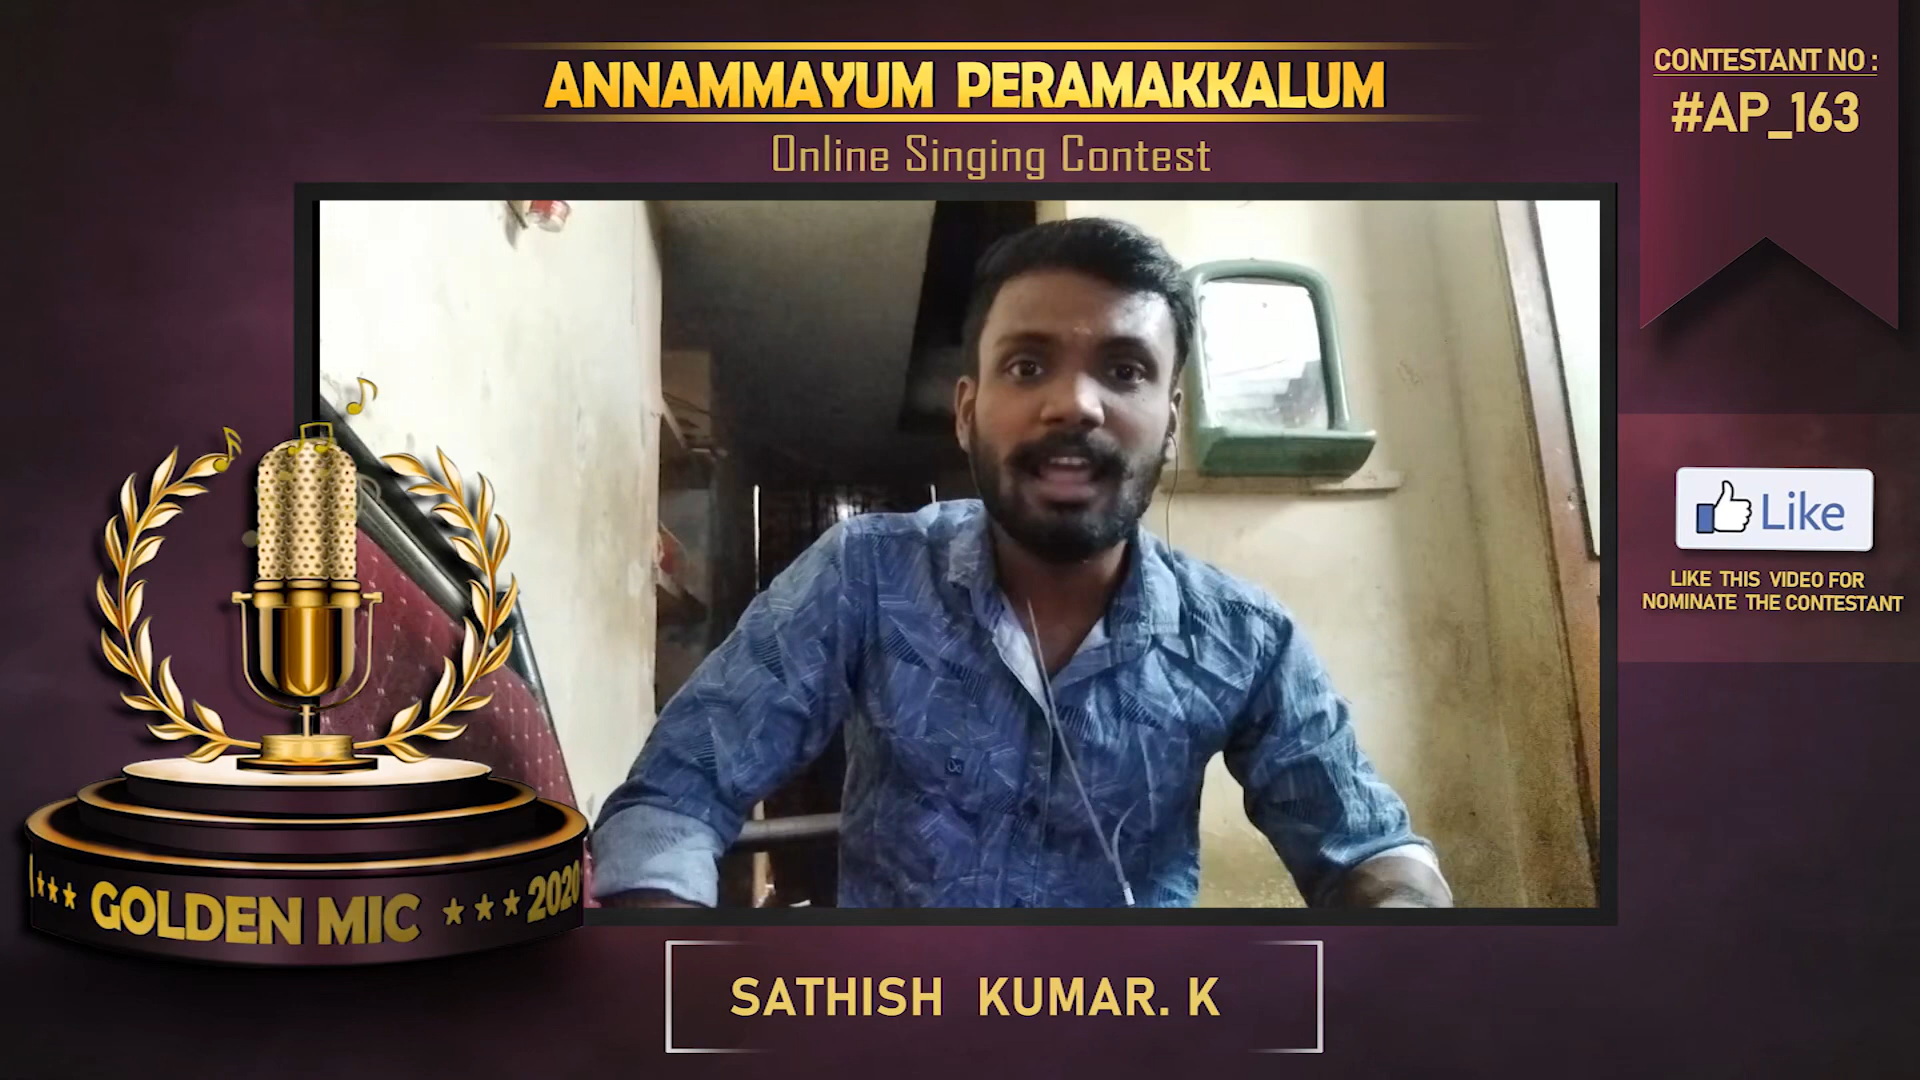 ANNAMMAYUM PERAMAKKALUM
Online Singing Contest
CONTESTANT NO :
#AP_163
Like
LIKE THIS VIDEO FOR
NOMINATE THE CONTESTANT
GOLDEN MIC
2020
SATHISH KUMAR. K